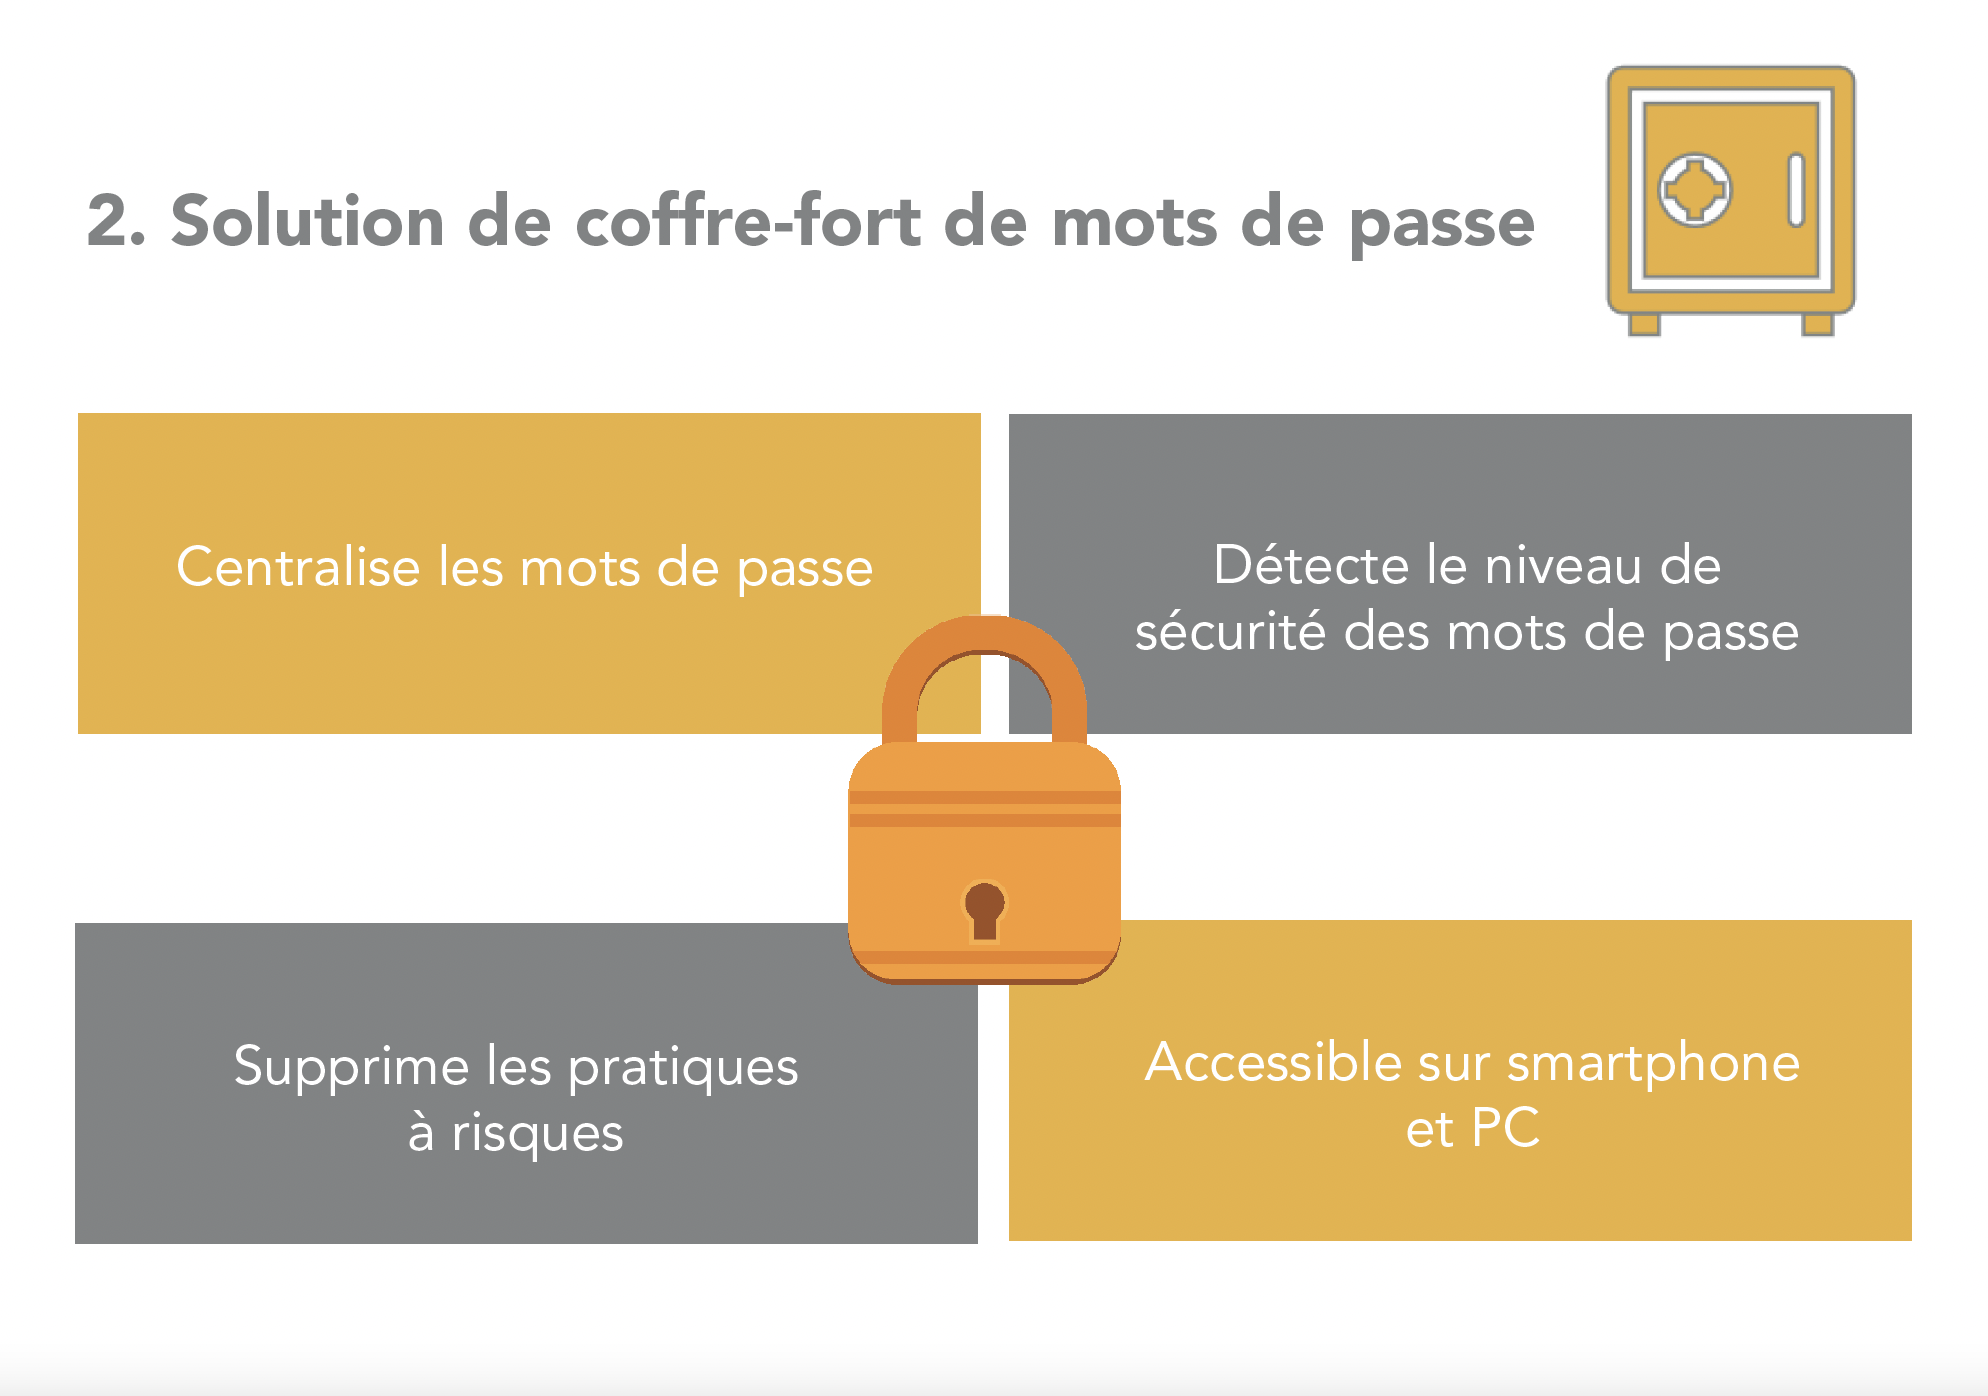 2. Solution de coffre-fort de mots de passe
Centralise les mots de passe
Détecte le niveau de
sécurité des mots de passe
Supprime les pratiques
à risques
Accessible sur smartphone
et PC